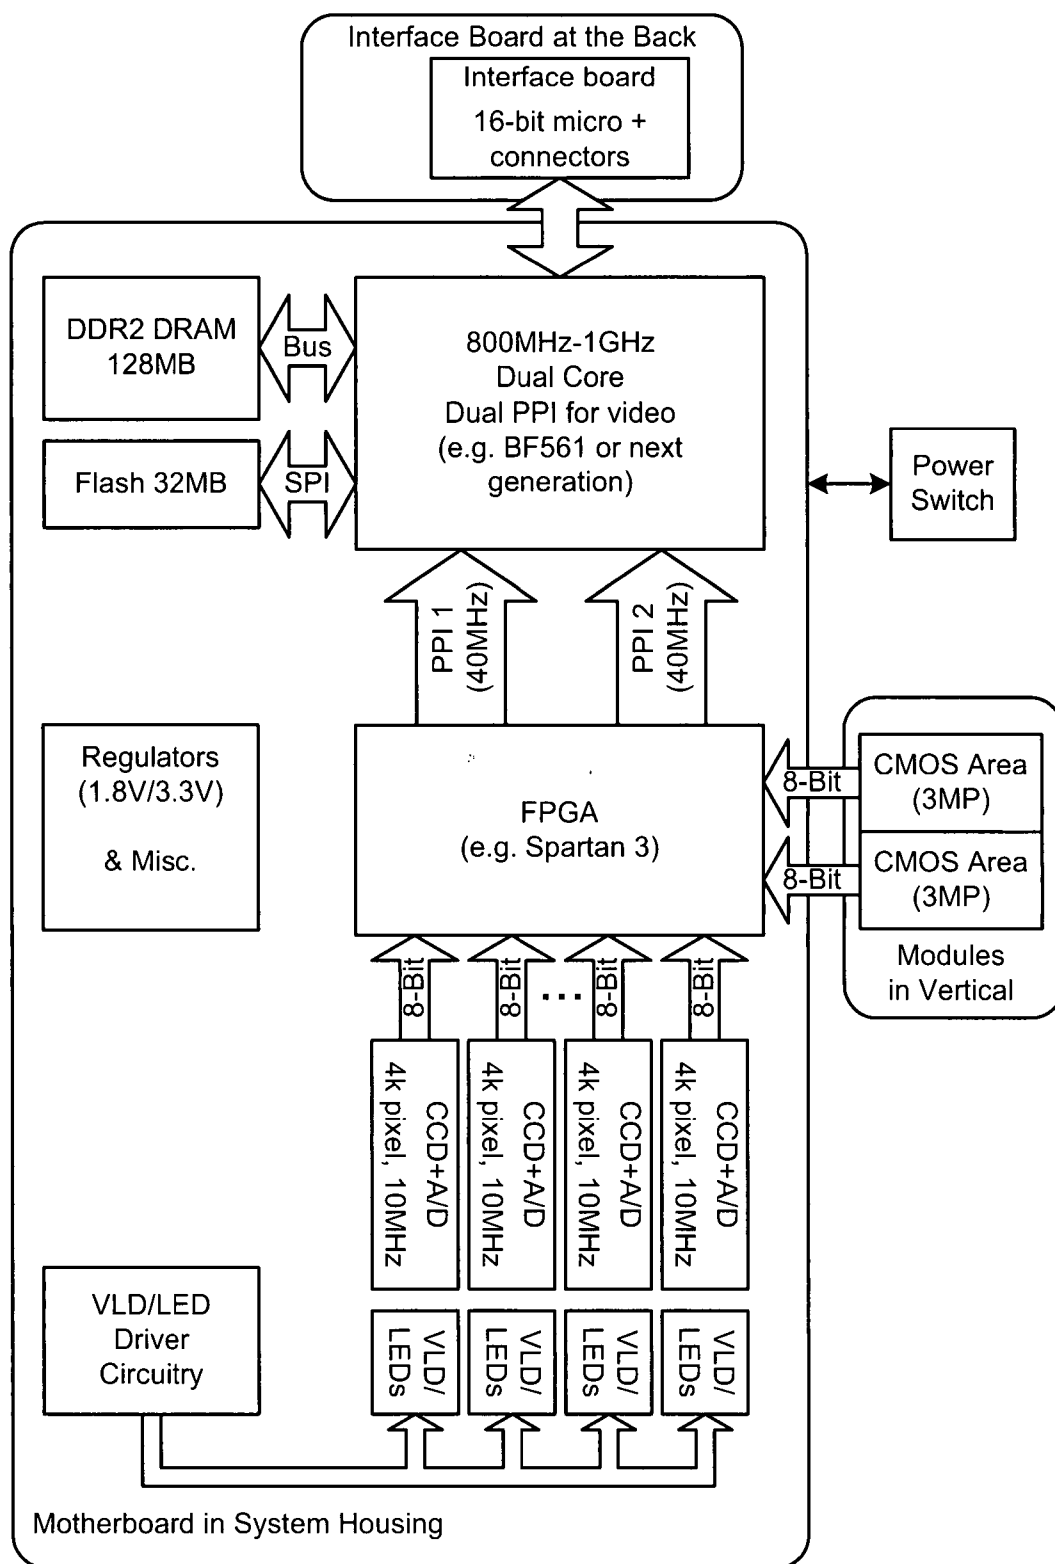 Interface Board at the Back
Interface board
16-bit micro +
connectors
DDR2 DRAM
128MB
Bus
800MHz-1GHz
Dual Core
Dual PPI for video
(e.g. BF561 or next
generation)
Flash 32MB
SPI
Power
Switch
PPI 1
(40MHz)
PPI 2
(40MHz)
Regulators
(1.8V/3.3V)
& Misc.
FPGA
(e.g. Spartan 3)
8-Bit
CMOS Area
(3MP)
8-Bit
CMOS Area
(3MP)
Modules
in Vertical
8-Bit
8-Bit
...
8-Bit
8-Bit
CCD+A/D
4k pixel, 10MHz
CCD+A/D
4k pixel, 10MHz
CCD+A/D
4k pixel, 10MHz
CCD+A/D
4k pixel, 10MHz
VLD/LED
Driver
Circuitry
VLD/
LEDs
VLD/
LEDs
VLD/
LEDs
VLD/
LEDs
Motherboard in System Housing